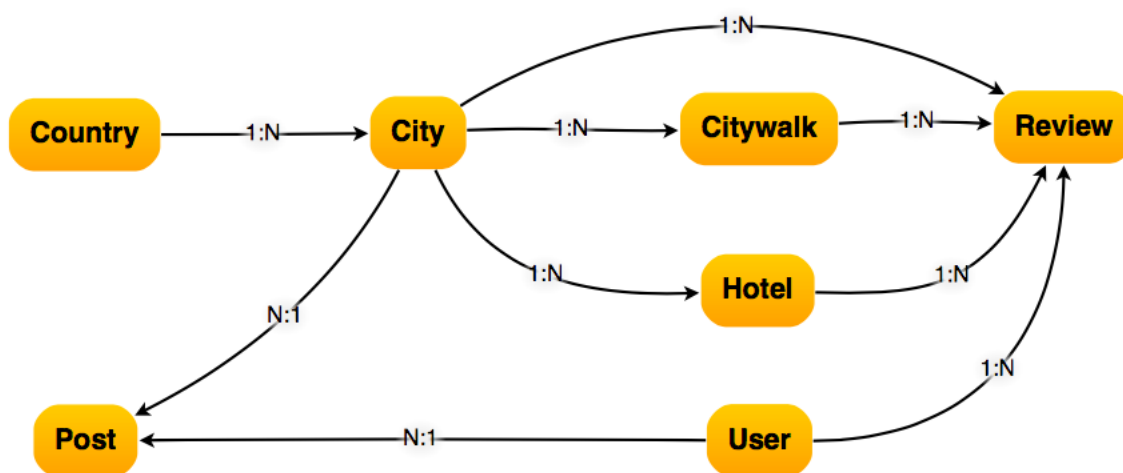 1:N
Country
1:N
City
1:N
Citywalk
1:N
Review
1:N
Hotel
1:N
N:1
1:N
Post
N:1
User